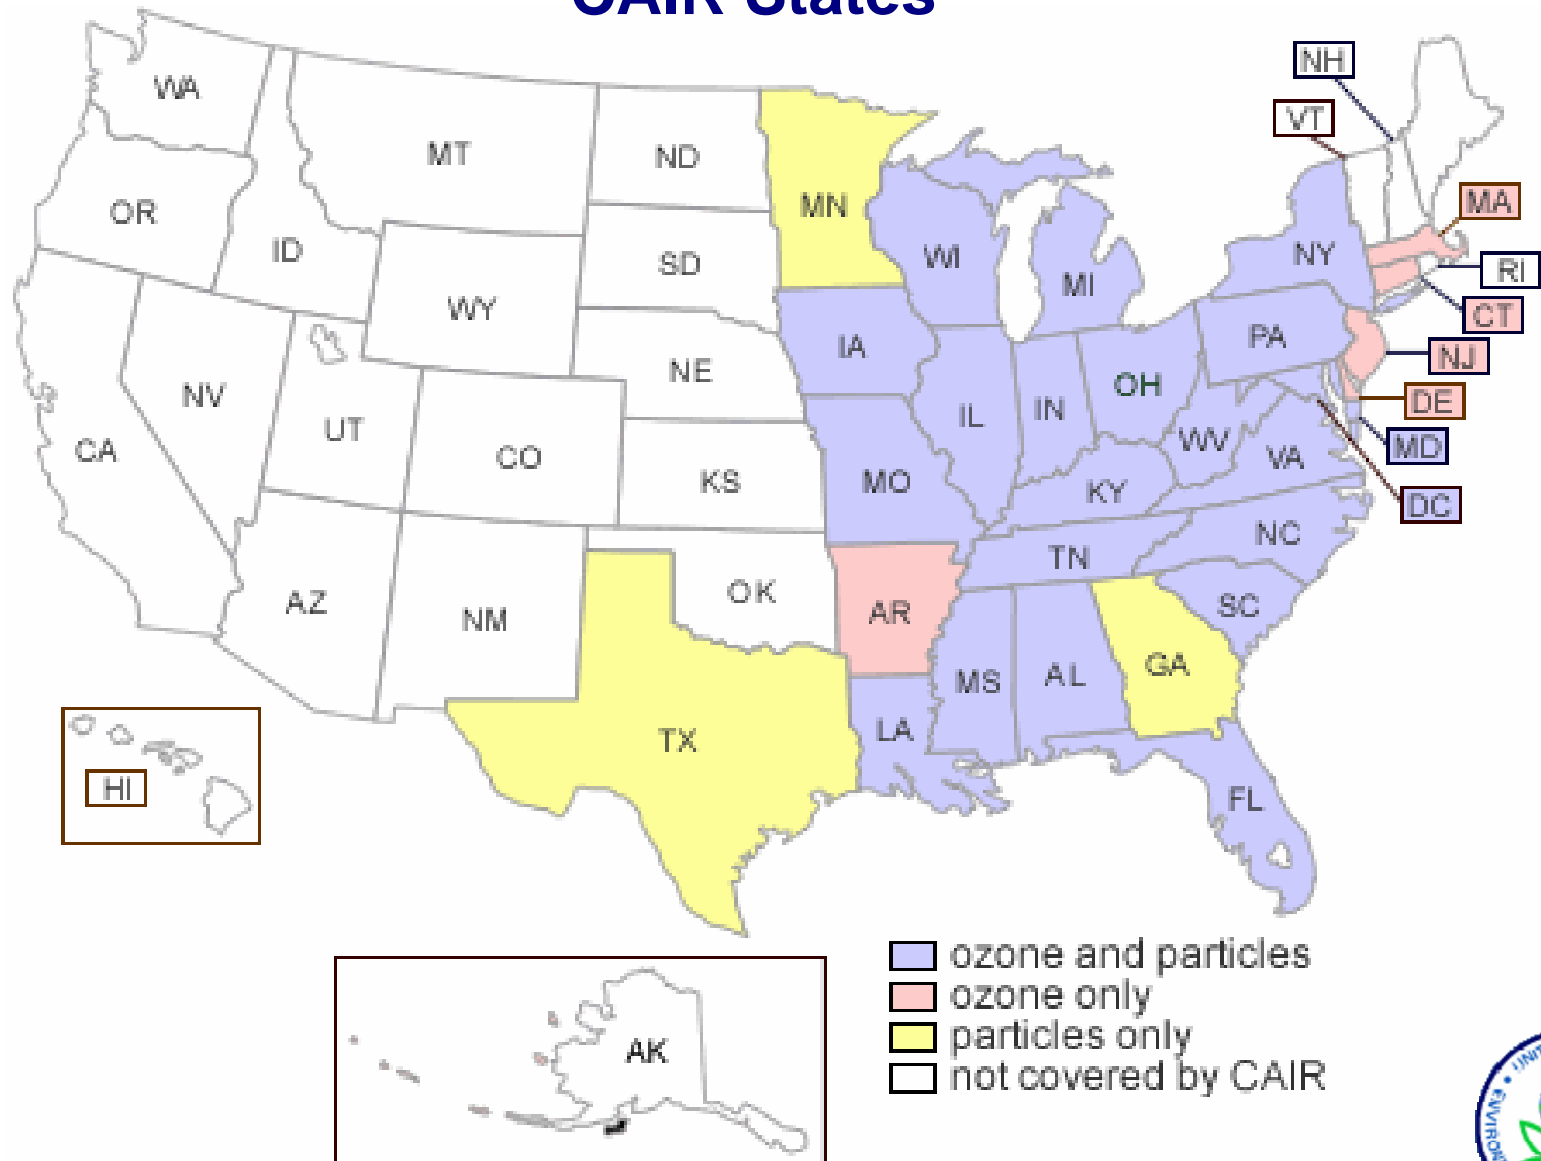 CAIR States
WA
MT
ND
MN
OR
ID
SD
WI
MI
NH
VT
MA
NY
RI
CT
WY
IA
PA
NJ
NE
NV
UT
CO
IL
IN
OH
DE
CA
KS
MO
WV
VA
MD
KY
DC
NC
TN
AZ
NM
OK
AR
SC
MS
AL
GA
LA
TX
FL
HI
AK
ozone and particles
ozone only
particles only
not covered by CAIR